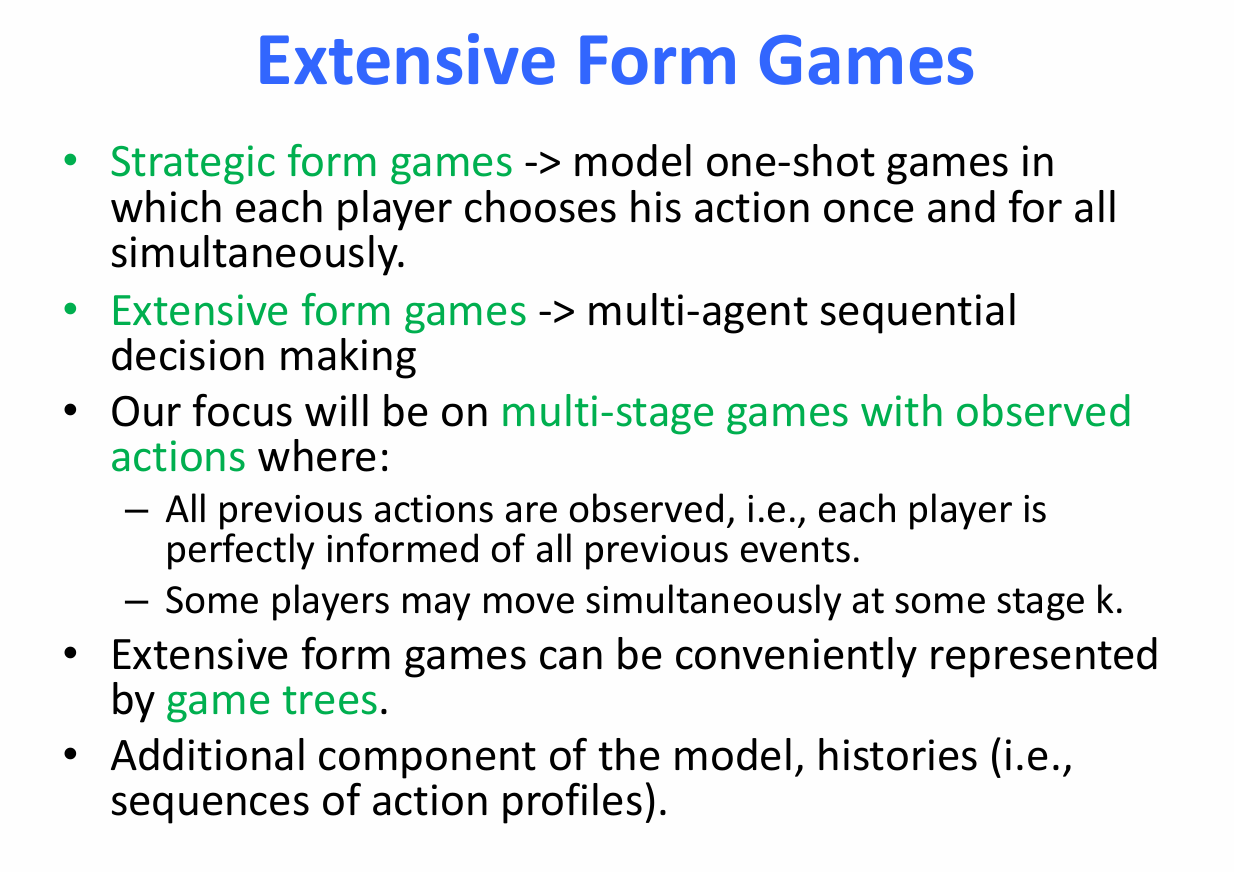 Extensive Form Games
• Strategic form games -> model one-shot games in
which each player chooses his action once and for all
simultaneously.
• Extensive form games -> multi-agent sequential
decision making
• Our focus will be on multi-stage games with observed
actions where:
– All previous actions are observed, i.e., each player is
perfectly informed of all previous events.
– Some players may move simultaneously at some stage k.
• Extensive form games can be conveniently represented
by game trees.
• Additional component of the model, histories (i.e.,
sequences of action profiles).